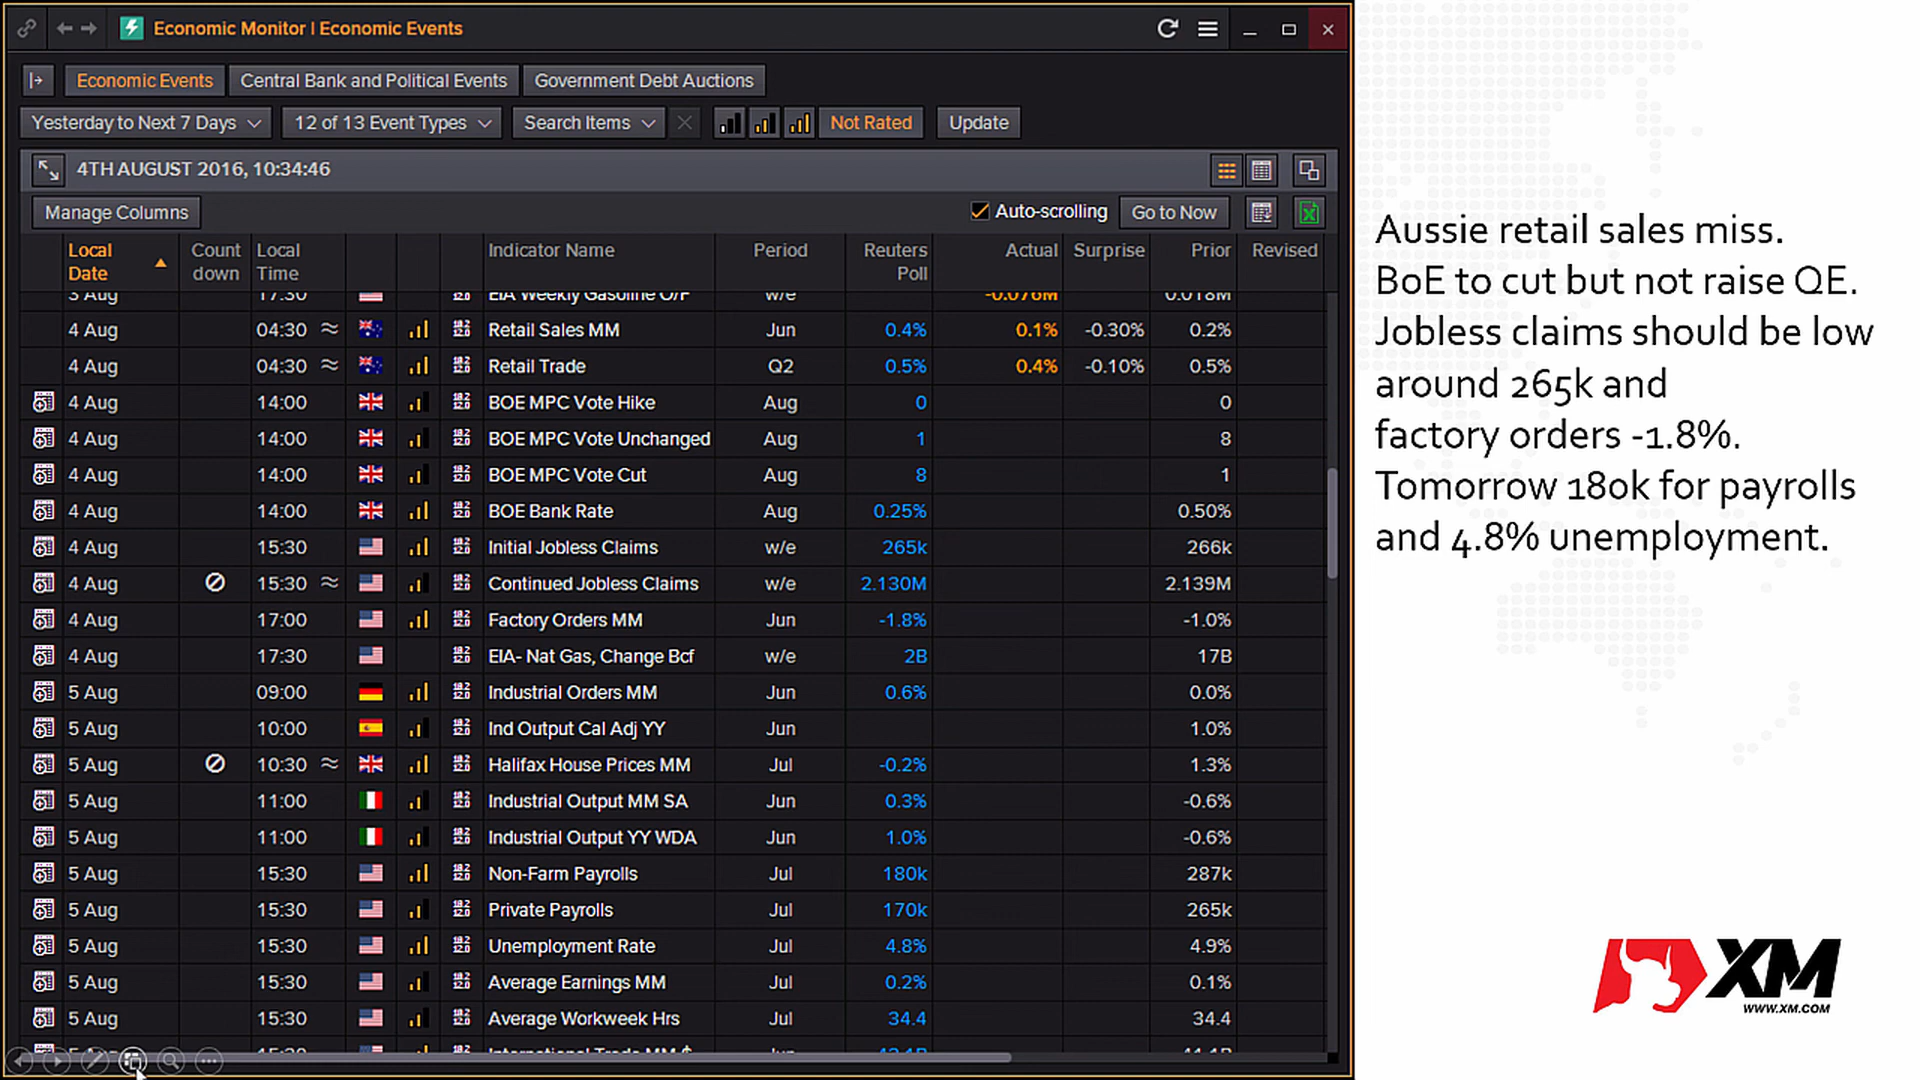 Economic Monitor | Economic Events
Economic Events Central Bank and Political Events Government Debt Auctions
Yesterday to Next 7 Days 12 of 13 Event Types Search Items Not Rated Update
4TH AUGUST 2016, 10:34:46
Manage Columns Auto-scrolling Go to Now
Local Date Count down Local Time Indicator Name Period Reuters Poll Actual Surprise Prior Revised
3 Aug 17:30 EIA Weekly Gasoline O/P w/e -0.076M 0.018M
4 Aug 04:30 Retail Sales MM Jun 0.4% 0.1% -0.30% 0.2%
4 Aug 04:30 Retail Trade Q2 0.5% 0.4% -0.10% 0.5%
4 Aug 14:00 BOE MPC Vote Hike Aug 0 0
4 Aug 14:00 BOE MPC Vote Unchanged Aug 1 8
4 Aug 14:00 BOE MPC Vote Cut Aug 8 1
4 Aug 14:00 BOE Bank Rate Aug 0.25% 0.50%
4 Aug 15:30 Initial Jobless Claims w/e 265k 266k
4 Aug 15:30 Continued Jobless Claims w/e 2.130M 2.139M
4 Aug 17:00 Factory Orders MM Jun -1.8% -1.0%
4 Aug 17:30 EIA- Nat Gas, Change Bcf w/e 2B 17B
5 Aug 09:00 Industrial Orders MM Jun 0.6% 0.0%
5 Aug 10:00 Ind Output Cal Adj YY Jun 1.0%
5 Aug 10:30 Halifax House Prices MM Jul -0.2% 1.3%
5 Aug 11:00 Industrial Output MM SA Jun 0.3% -0.6%
5 Aug 11:00 Industrial Output YY WDA Jun 1.0% -0.6%
5 Aug 15:30 Non-Farm Payrolls Jul 180k 287k
5 Aug 15:30 Private Payrolls Jul 170k 265k
5 Aug 15:30 Unemployment Rate Jul 4.8% 4.9%
5 Aug 15:30 Average Earnings MM Jul 0.2% 0.1%
5 Aug 15:30 Average Workweek Hrs Jul 34.4 34.4
International Trade MM $
Aussie retail sales miss.
BoE to cut but not raise QE.
Jobless claims should be low
around 265k and
factory orders -1.8%.
Tomorrow 180k for payrolls
and 4.8% unemployment.
XM
WWW.XM.COM